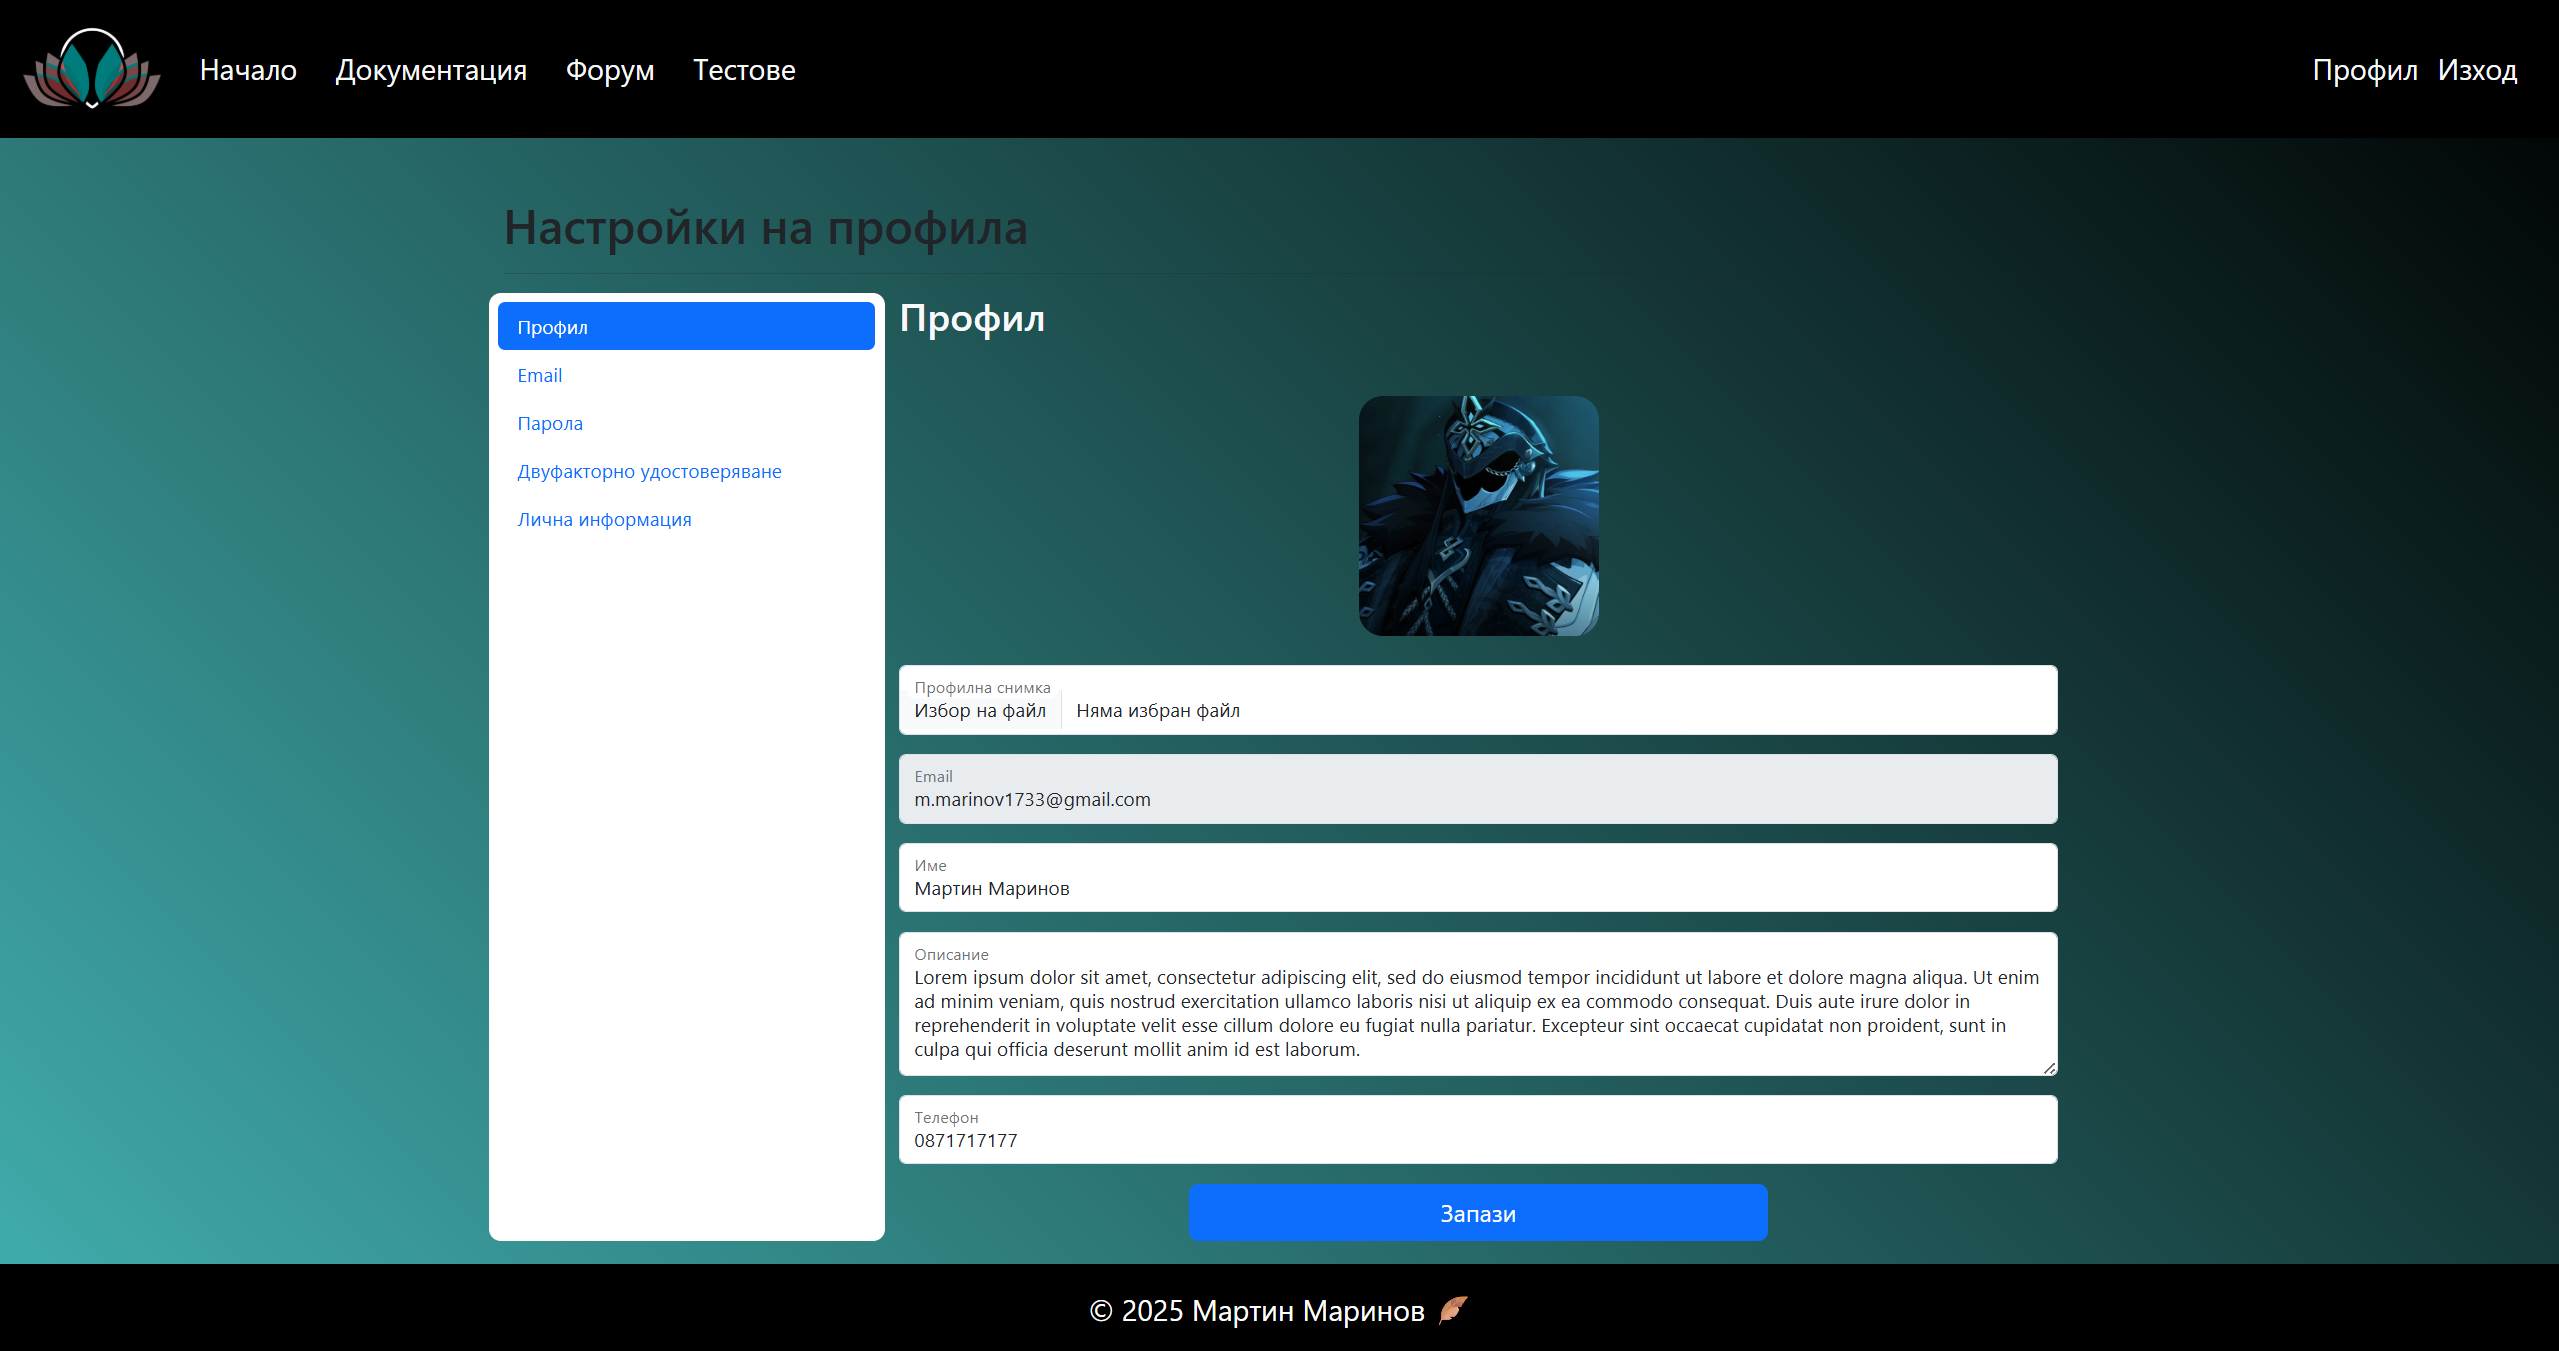 Начало Документация Форум Тестове Профил Изход
Настройки на профила
Профил
Email
Парола
Двуфакторно удостоверяване
Лична информация
Профил
Профилна снимка
Избор на файл Няма избран файл
Email
m.marinov1733@gmail.com
Име
Мартин Маринов
Описание
Lorem ipsum dolor sit amet, consectetur adipiscing elit, sed do eiusmod tempor incididunt ut labore et dolore magna aliqua. Ut enim
ad minim veniam, quis nostrud exercitation ullamco laboris nisi ut aliquip ex ea commodo consequat. Duis aute irure dolor in
reprehenderit in voluptate velit esse cillum dolore eu fugiat nulla pariatur. Excepteur sint occaecat cupidatat non proident, sunt in
culpa qui officia deserunt mollit anim id est laborum.
Телефон
0871717177
Запази
© 2025 Мартин Маринов 🪶